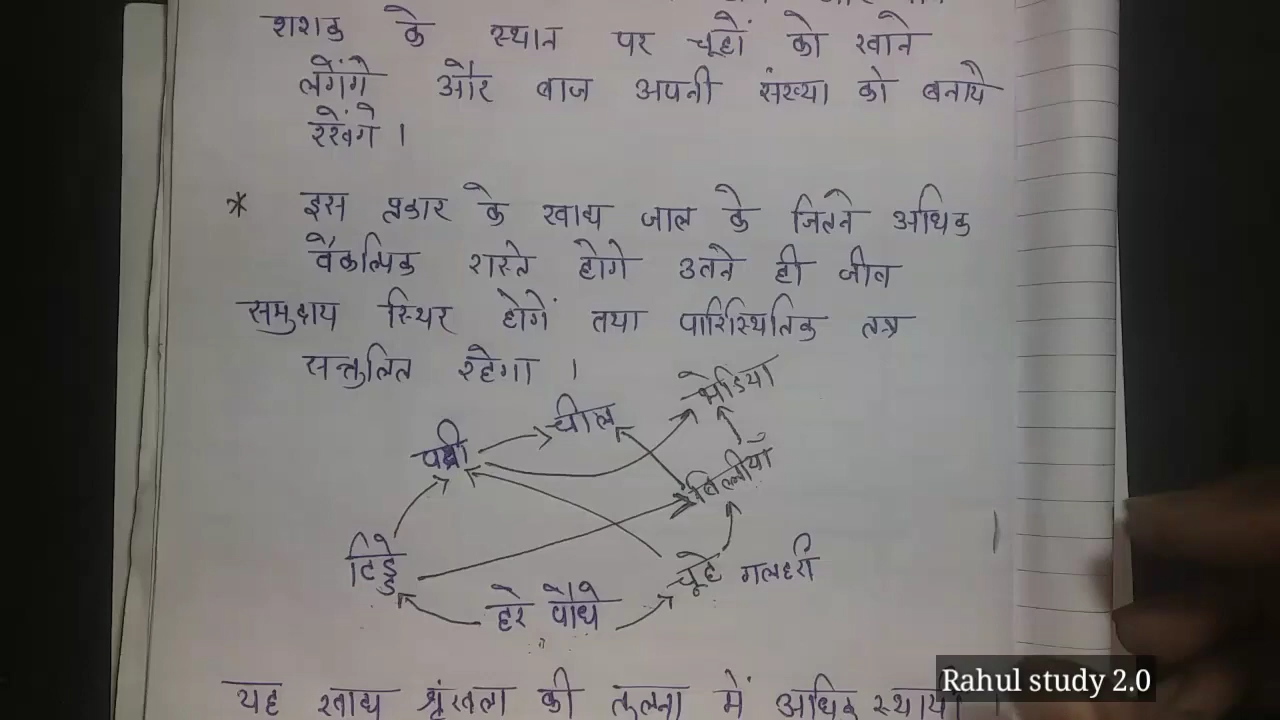 शशक के स्थान पर चूहों को खाने
लगेंगे और बाज अपनी संख्या को बनाये
रखेंगे ।
* इस प्रकार के खाद्य जाल के जितने अधिक
वैकल्पिक रास्ते होगे उतने ही जीव
समुदाय स्थिर होगें तथा पारिस्थितिक तन्त्र
सन्तुलित रहेगा ।
भेडिया
चील
पक्षी
बिल्लीयाँ
टिड्डे
चूहे गलहरी
हरे पौधे
यह खाद्य श्रृंखला की तुलना में अधिक स्थायी
Rahul study 2.0